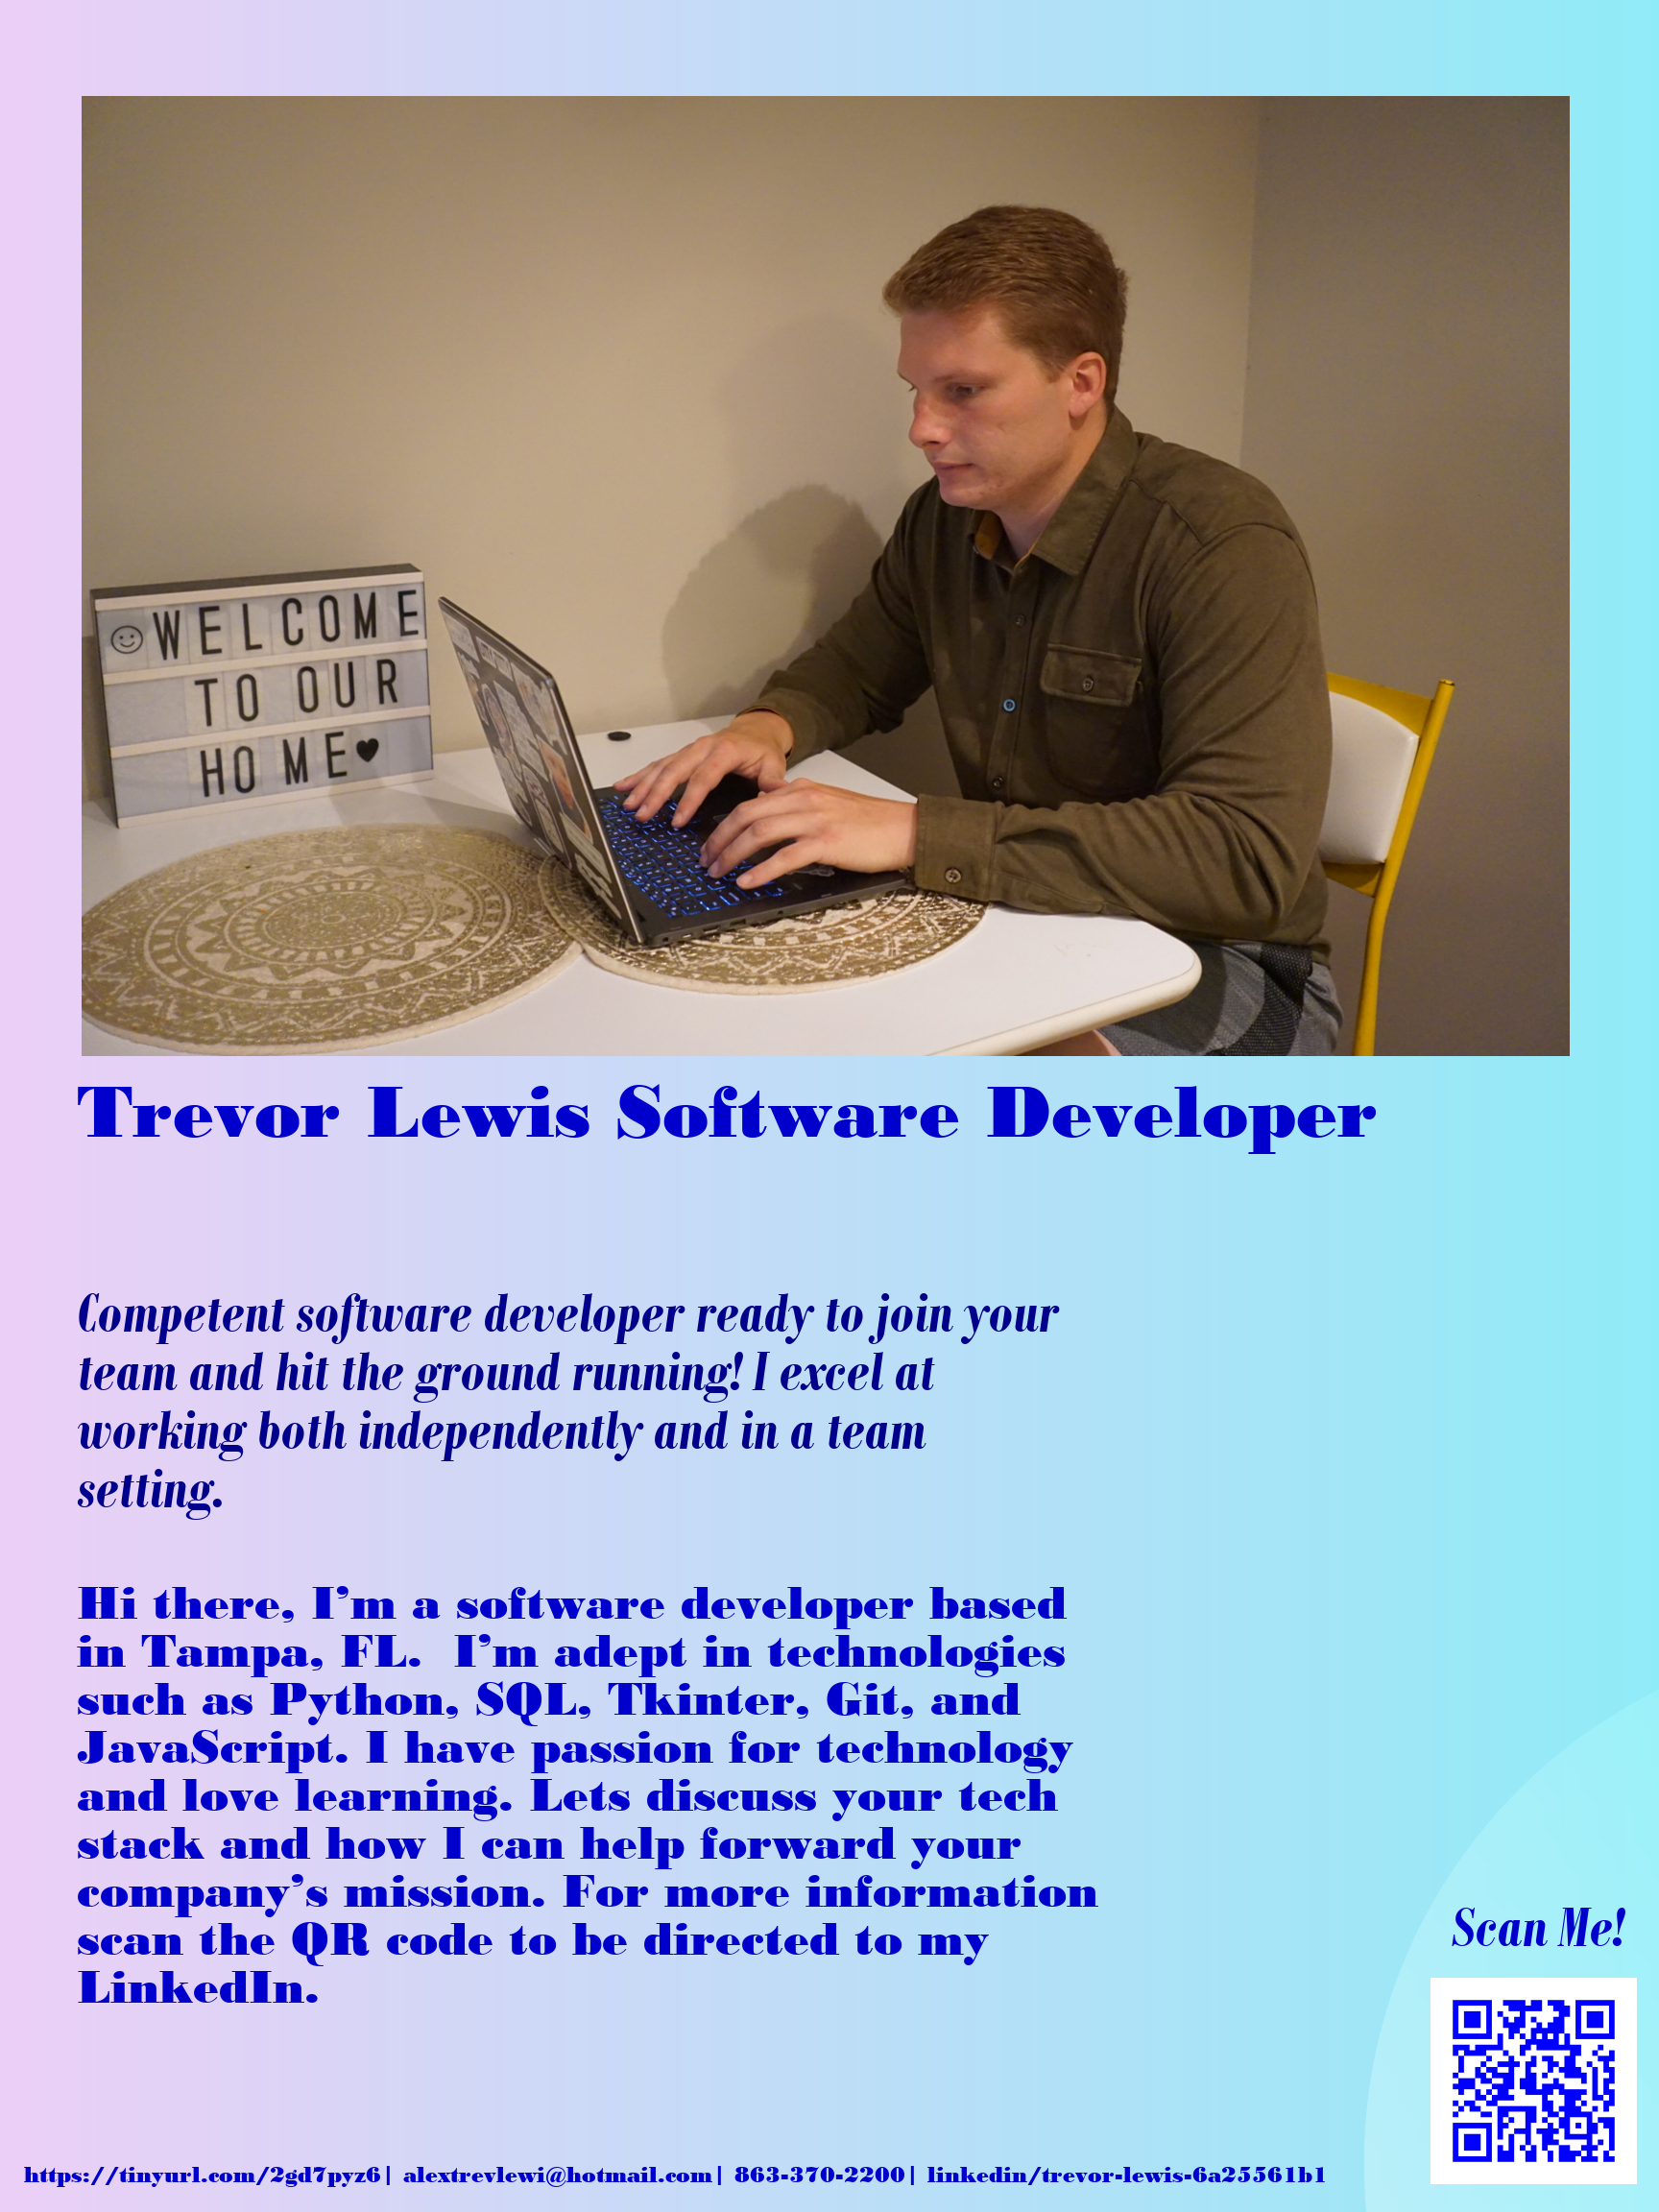 ☺WELCOME
TO OUR
HOME♥
Trevor Lewis Software Developer
Competent software developer ready to join your
team and hit the ground running! I excel at
working both independently and in a team
setting.
Hi there, I’m a software developer based
in Tampa, FL.  I’m adept in technologies
such as Python, SQL, Tkinter, Git, and
JavaScript. I have passion for technology
and love learning. Lets discuss your tech
stack and how I can help forward your
company’s mission. For more information
scan the QR code to be directed to my
LinkedIn.
Scan Me!
https://tinyurl.com/2gd7pyz6| alextrevlewi@hotmail.com| 863-370-2200| linkedin/trevor-lewis-6a25561b1